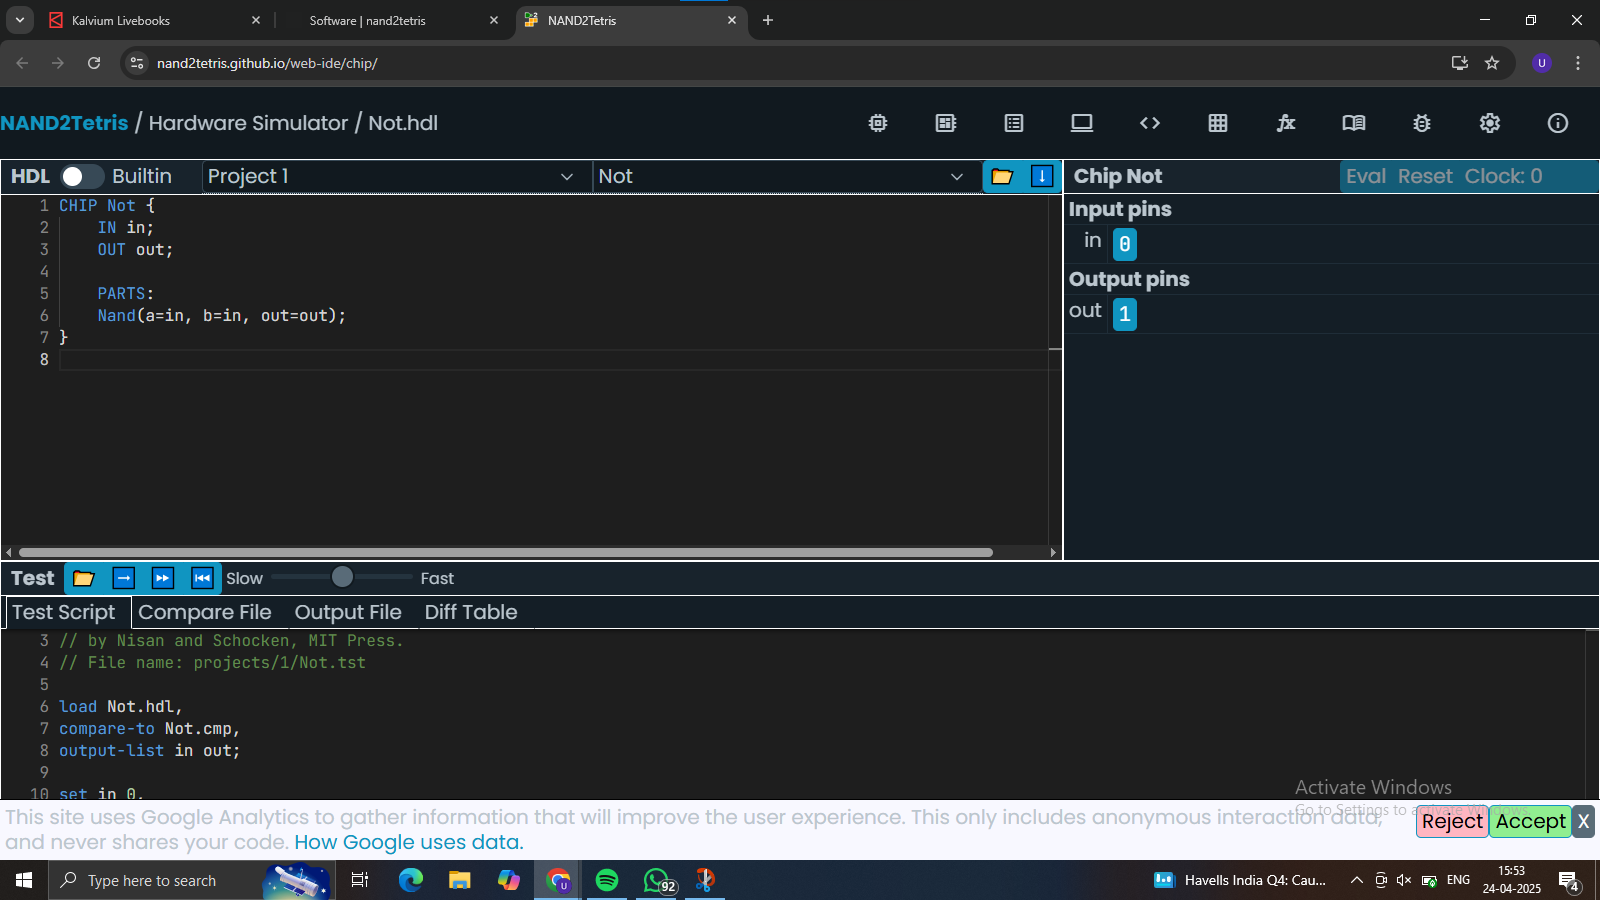 Kalvium Livebooks
Software | nand2tetris
NAND2Tetris
nand2tetris.github.io/web-ide/chip/
U
NAND2Tetris / Hardware Simulator / Not.hdl
HDL Builtin Project 1 Not
Chip Not Eval Reset Clock: 0
1 CHIP Not {
2 IN in;
3 OUT out;
4
5 PARTS:
6 Nand(a=in, b=in, out=out);
7 }
8
Input pins
in 0
Output pins
out 1
Test Slow Fast
Test Script Compare File Output File Diff Table
3 // by Nisan and Schocken, MIT Press.
4 // File name: projects/1/Not.tst
5
6 load Not.hdl,
7 compare-to Not.cmp,
8 output-list in out;
9
10 set in 0,
Activate Windows
Go to Settings to activate Windows.
This site uses Google Analytics to gather information that will improve the user experience. This only includes anonymous interaction data,
and never shares your code. How Google uses data.
Reject Accept X
Type here to search
U
92
Havells India Q4: Cau...
ENG
15:53
24-04-2025
4